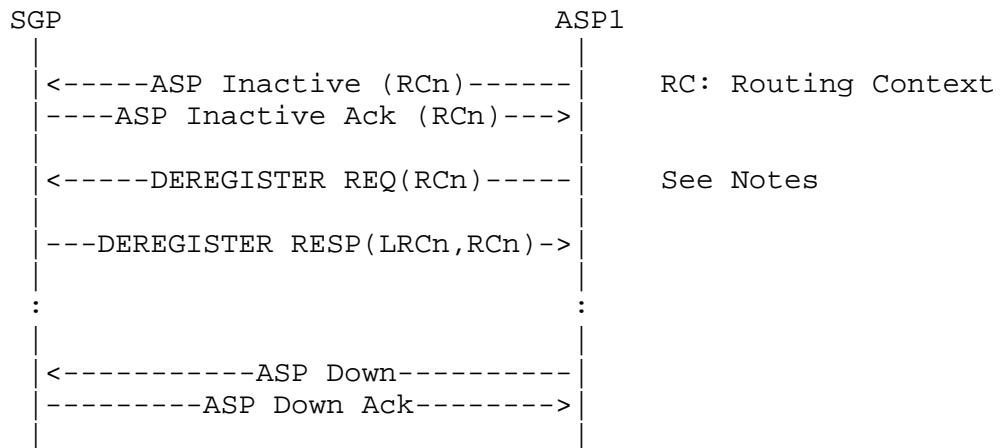 SGP                                   ASP1
 |                                      |
 |<-----ASP Inactive (RCn)------|     RC: Routing Context
 |----ASP Inactive Ack (RCn)--->|
 |                                      |
 |<-----DEREGISTER REQ(RCn)-----|     See Notes
 |                                      |
 |---DEREGISTER RESP(LRCn,RCn)->|
 |                                      |
 :                                      :
 |                                      |
 |<-----------ASP Down----------|
 |---------ASP Down Ack-------->|
 |                                      |